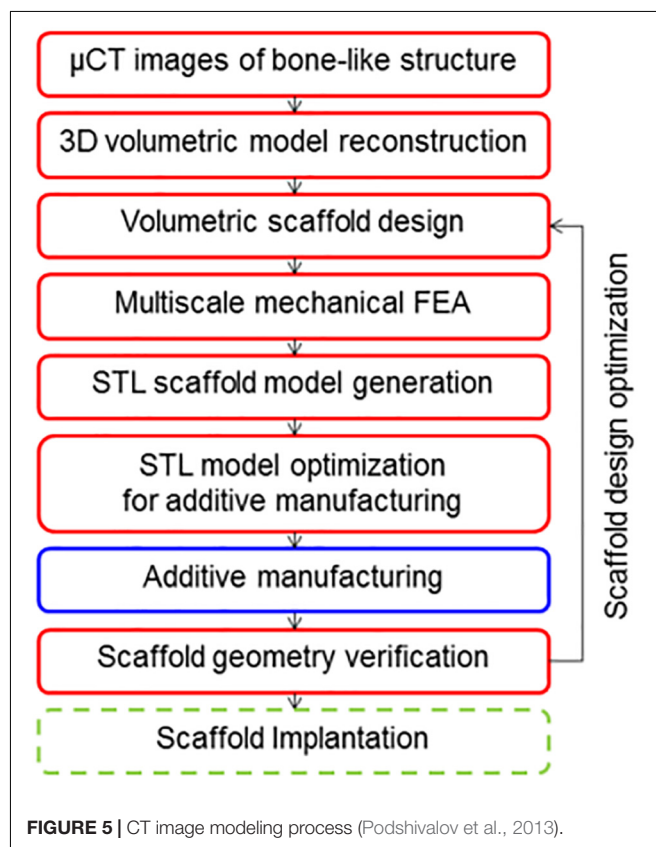 µCT images of bone-like structure
3D volumetric model reconstruction
Volumetric scaffold design
Multiscale mechanical FEA
STL scaffold model generation
STL model optimization
for additive manufacturing
Additive manufacturing
Scaffold geometry verification
Scaffold Implantation
Scaffold design optimization
FIGURE 5 | CT image modeling process (Podshivalov et al., 2013).